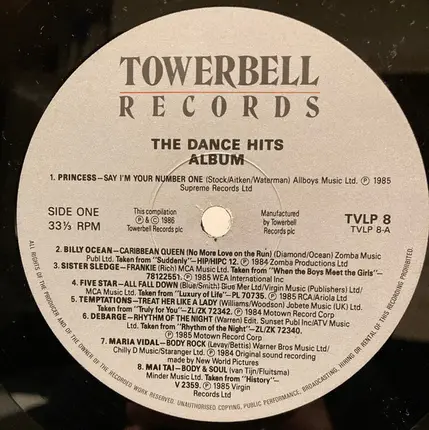 TOWERBELL
RECORDS
THE DANCE HITS
ALBUM
1. PRINCESS—SAY I'M YOUR NUMBER ONE (Stock/Aitken/Waterman) Allboys Music Ltd. ℗ 1985
Supreme Records Ltd
SIDE ONE
33⅓ RPM
This compilation
℗ & © 1986
Towerbell Records plc
Manufactured
by Towerbell
Records plc
TVLP 8
TVLP 8-A
2. BILLY OCEAN—CARIBBEAN QUEEN (No More Love on the Run) (Diamond/Ocean) Zomba Music
Publ Ltd. Taken from "Suddenly"—HIP/HIPC 12. ℗ 1984 Zomba Productions Ltd
3. SISTER SLEDGE—FRANKIE (Rich) MCA Music Ltd. Taken from "When the Boys Meet the Girls"—
78122551. ℗ 1985 WEA International Inc
4. FIVE STAR—ALL FALL DOWN (Blue/Smith) Blue Mer Ltd/Virgin Music (Publishers) Ltd/
MCA Music Ltd. Taken from "Luxury of Life"—PL 70735. ℗ 1985 RCA/Ariola Ltd
5. TEMPTATIONS—TREAT HER LIKE A LADY (Williams/Woodson) Jobete Music (UK) Ltd.
Taken from "Truly for You"—ZL/ZK 72342. ℗ 1984 Motown Record Corp
6. DEBARGE—RHYTHM OF THE NIGHT (Warren) Edit. Sunset Publ Inc/ATV Music
Ltd. Taken from "Rhythm of the Night"—ZL/ZK 72340.
℗ 1985 Motown Record Corp
7. MARIA VIDAL—BODY ROCK (Levay/Bettis) Warner Bros Music Ltd/
Chilly D Music/Stranger Ltd. ℗ 1984 Original sound recording
made by New World Pictures
8. MAI TAI—BODY & SOUL (van Tijn/Fluitsma)
Minder Music Ltd. Taken from "History"—
V 2359. ℗ 1985 Virgin
Records Ltd
ALL RIGHTS OF THE PRODUCER AND OF THE OWNER OF THE RECORDED WORK RESERVED. UNAUTHORISED COPYING, PUBLIC PERFORMANCE, BROADCASTING, HIRING OR RENTAL OF THIS RECORDING PROHIBITED.